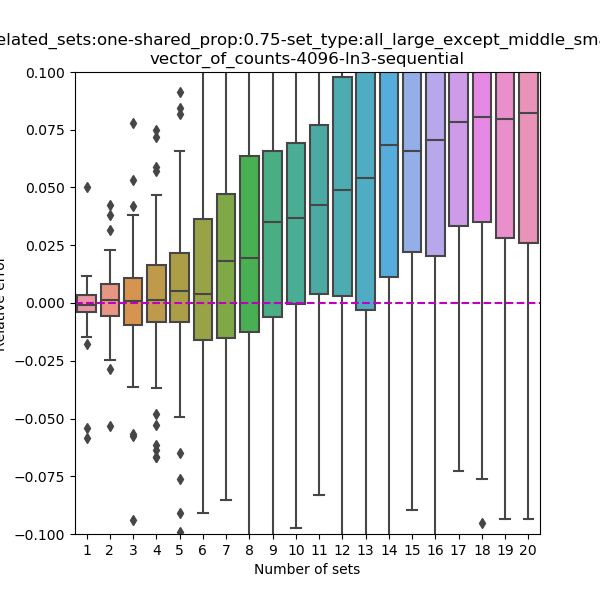 elated_sets:one-shared_prop:0.75-set_type:all_large_except_middle_sm
vector_of_counts-4096-ln3-sequential
0.100
0.075
0.050
0.025
0.000
−0.025
−0.050
−0.075
−0.100
Relative error
1 2 3 4 5 6 7 8 9 10 11 12 13 14 15 16 17 18 19 20
Number of sets